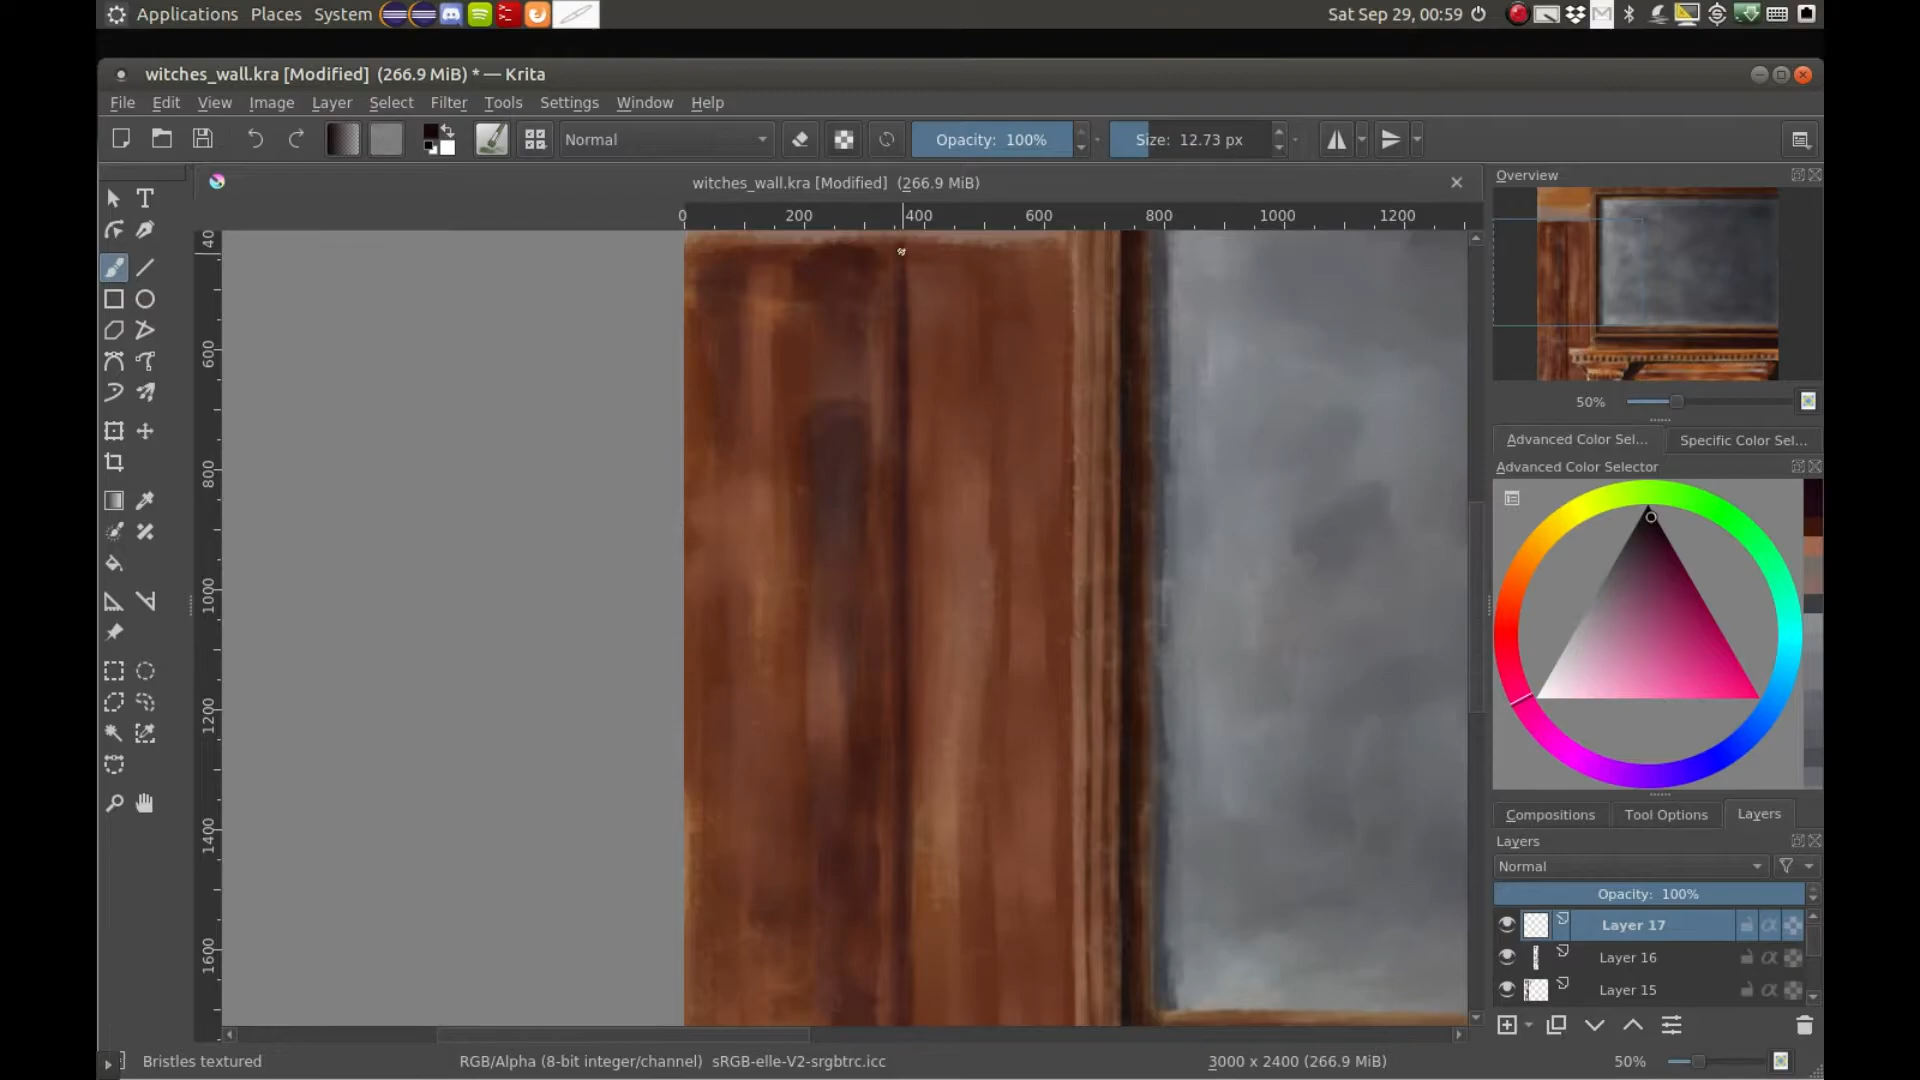 Applications Places System
Sat Sep 29, 00:59
witches_wall.kra [Modified] (266.9 MiB) * — Krita
File Edit View Image Layer Select Filter Tools Settings Window Help
Normal
Opacity: 100%
Size: 12.73 px
witches_wall.kra [Modified] (266.9 MiB)
0 200 400 600 800 1000 1200
40
600
800
1000
1200
1400
1600
Overview
50%
Advanced Color Sel...
Specific Color Sel...
Advanced Color Selector
Compositions
Tool Options
Layers
Layers
Normal
Opacity: 100%
Layer 17
Layer 16
Layer 15
Bristles textured
RGB/Alpha (8-bit integer/channel) sRGB-elle-V2-srgbtrc.icc
3000 x 2400 (266.9 MiB)
50%